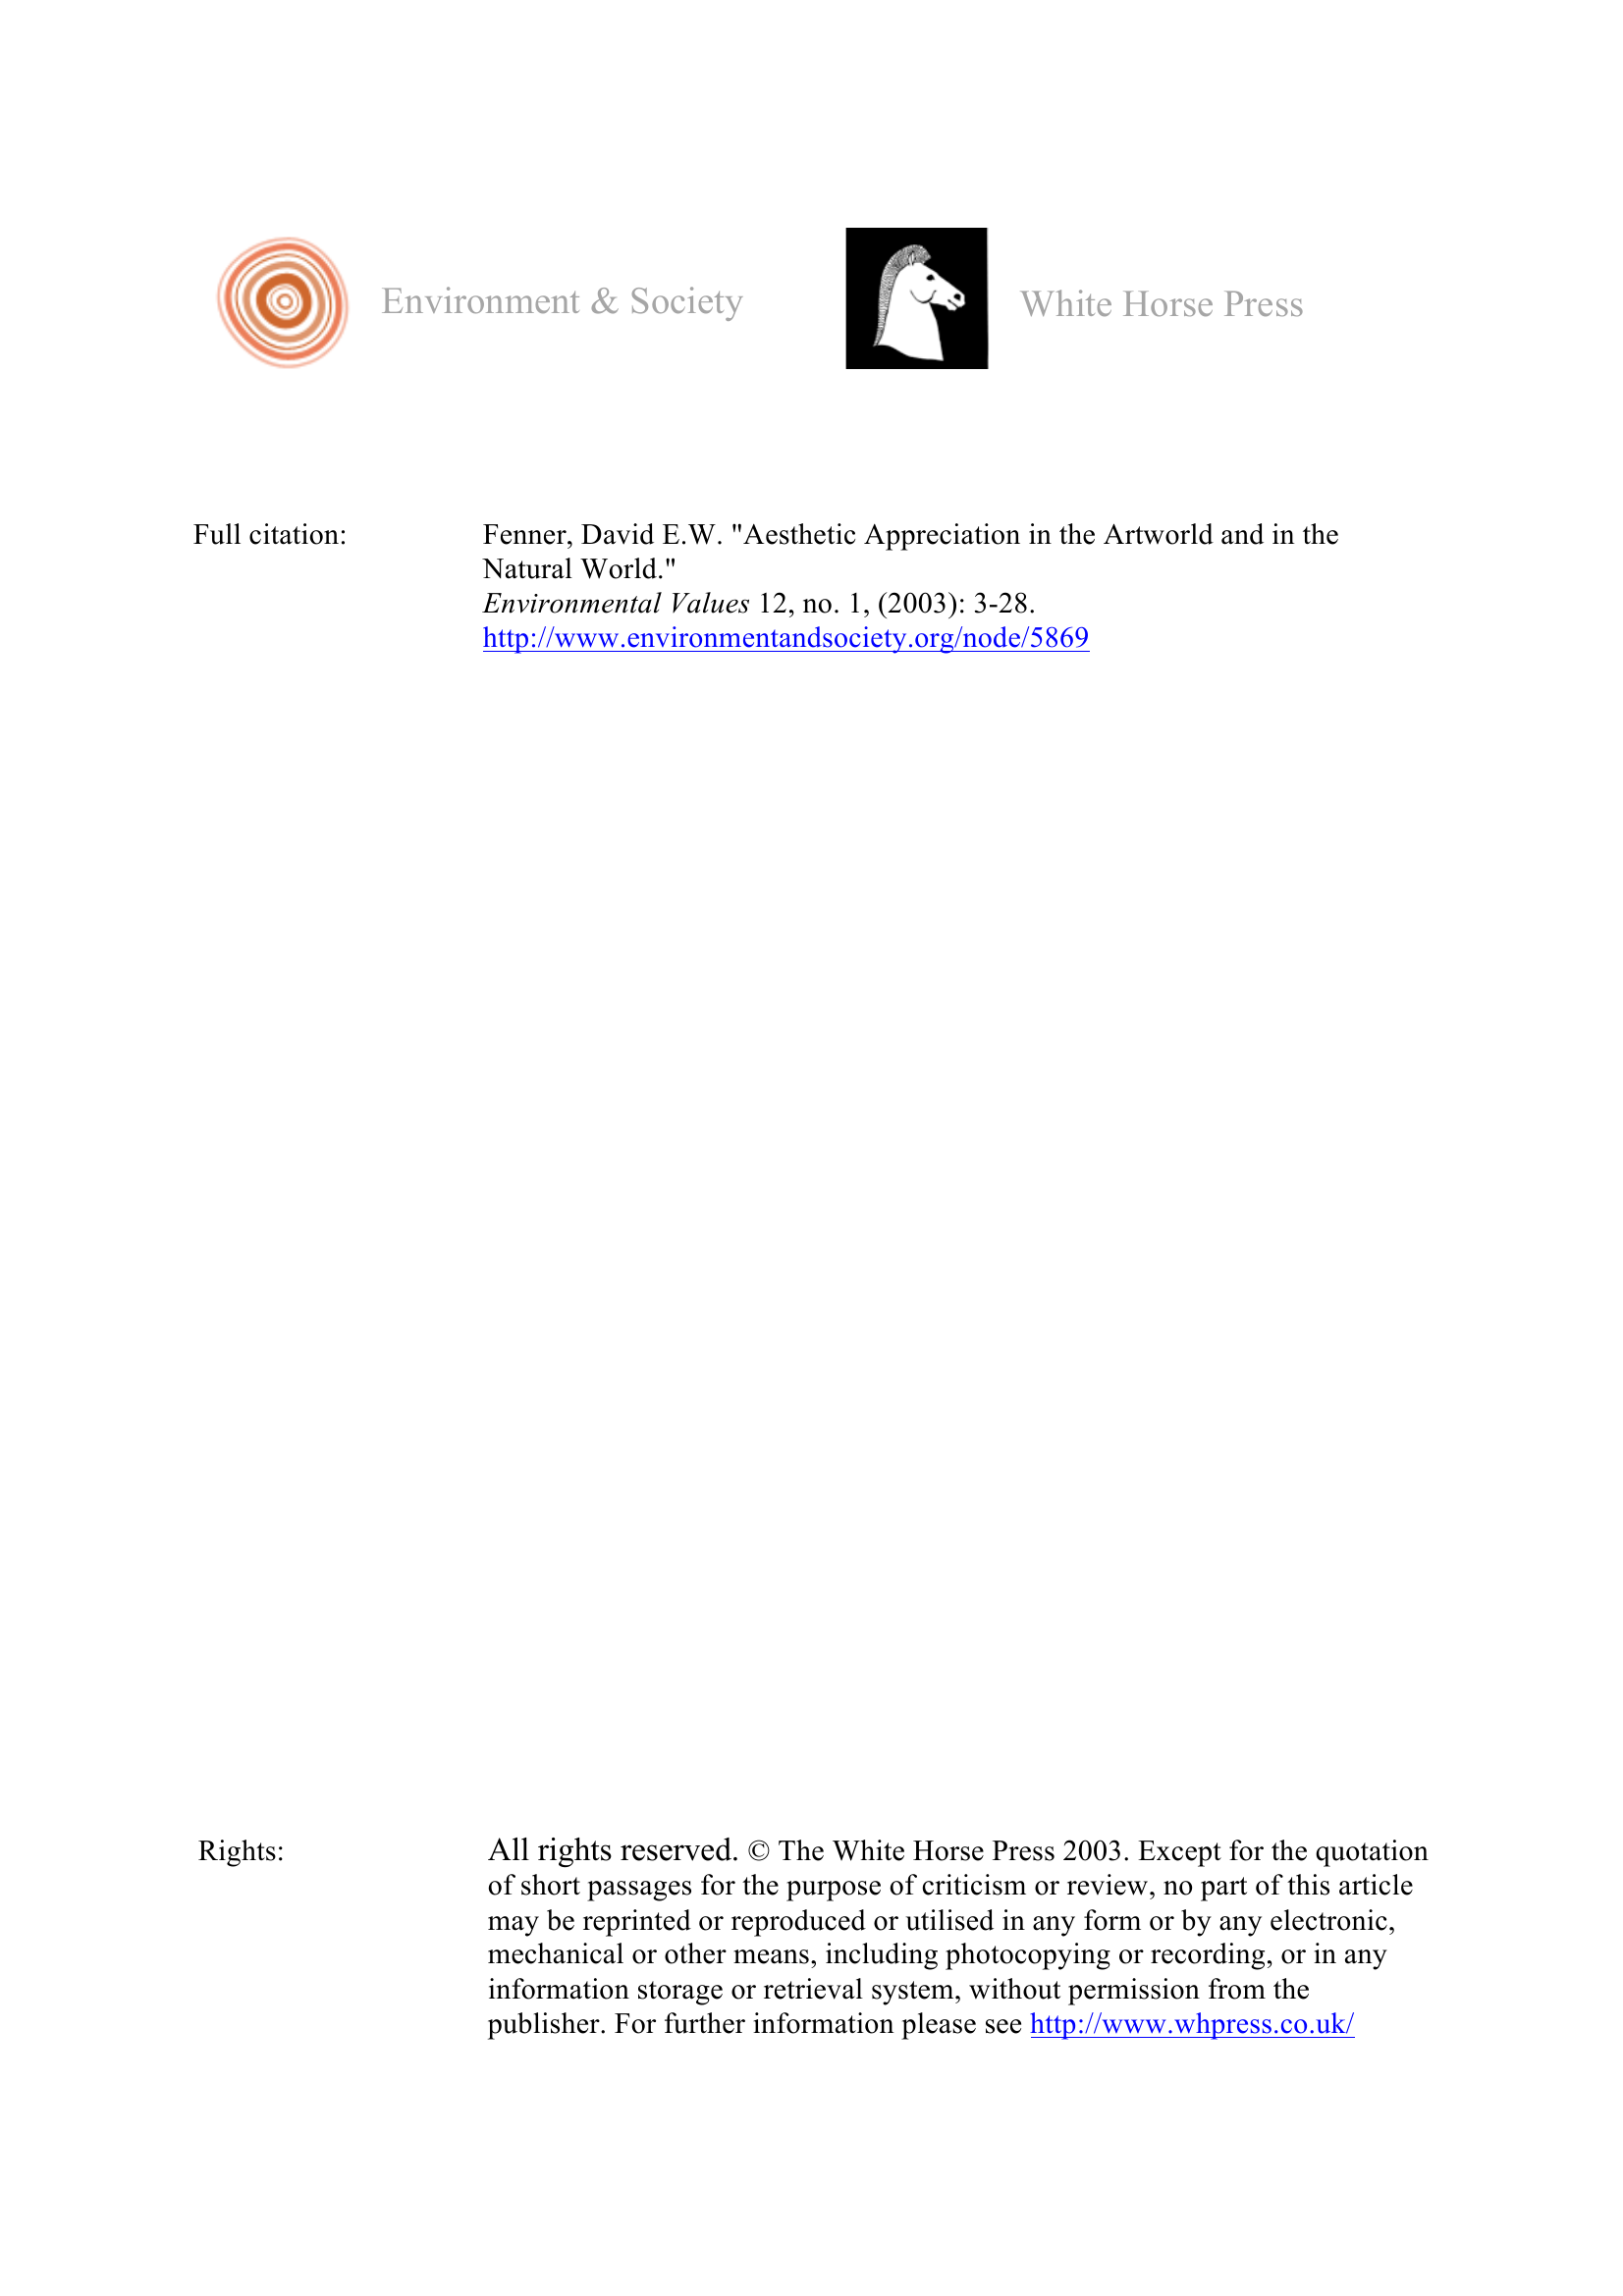 Environment & Society
White Horse Press
Full citation:
Fenner, David E.W. "Aesthetic Appreciation in the Artworld and in the
Natural World."
Environmental Values 12, no. 1, (2003): 3-28.
http://www.environmentandsociety.org/node/5869
Rights:
All rights reserved. © The White Horse Press 2003. Except for the quotation
of short passages for the purpose of criticism or review, no part of this article
may be reprinted or reproduced or utilised in any form or by any electronic,
mechanical or other means, including photocopying or recording, or in any
information storage or retrieval system, without permission from the
publisher. For further information please see http://www.whpress.co.uk/